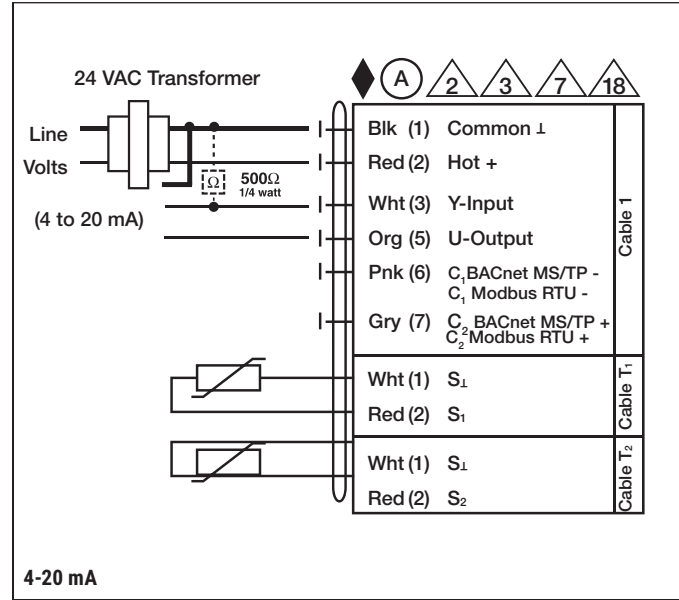 24 VAC Transformer
A 2 3 7 18
Line
Volts
Ω 500Ω
1/4 watt
(4 to 20 mA)
Blk (1) Common ⊥
Red (2) Hot +
Wht (3) Y-Input
Org (5) U-Output
Pnk (6) C₁BACnet MS/TP -
C₁ Modbus RTU -
Gry (7) C₂ BACnet MS/TP +
C₂ Modbus RTU +
Cable 1
Wht (1) S⊥
Red (2) S₁
Cable T₁
Wht (1) S⊥
Red (2) S₂
Cable T₂
4-20 mA